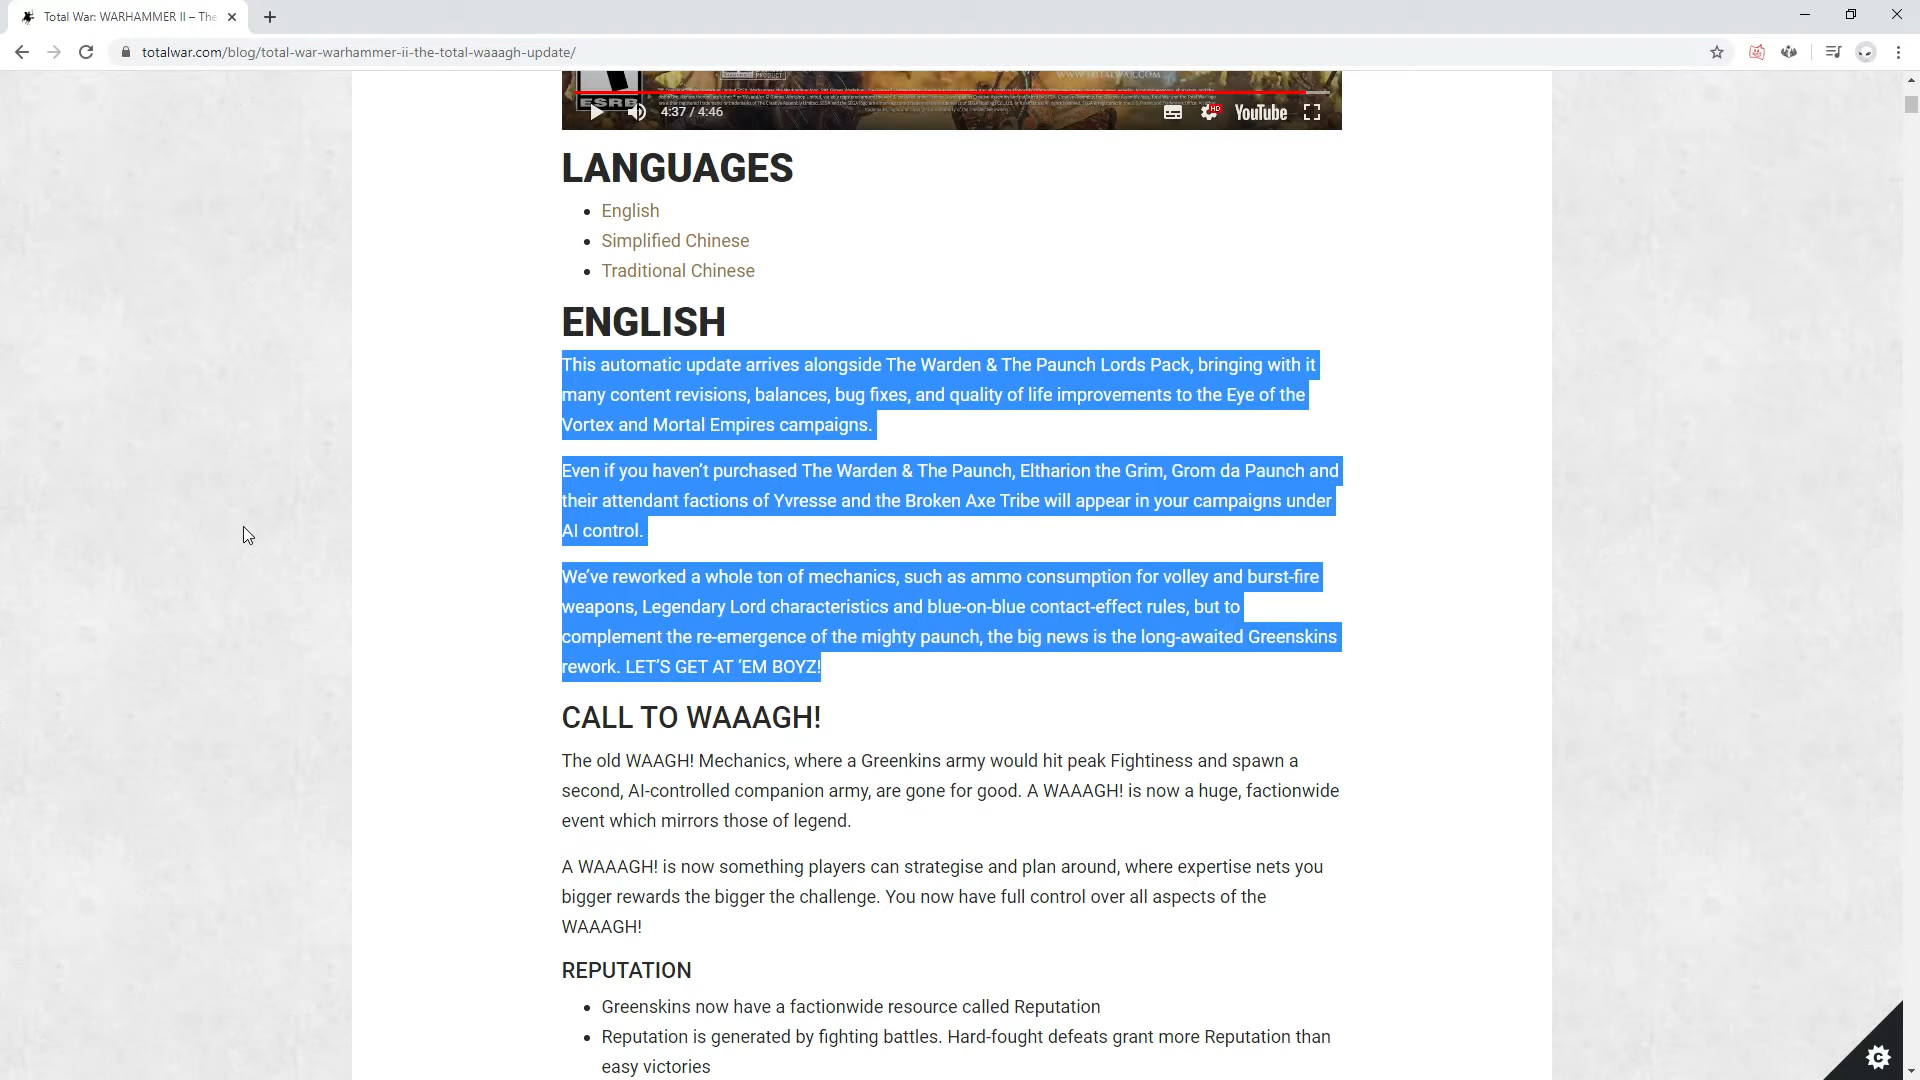 Total War: WARHAMMER II – The
totalwar.com/blog/total-war-warhammer-ii-the-total-waaagh-update/
PRODUCT
WWW.TOTALWAR.COM
ESRB
4:37 / 4:46
HD
YouTube
LANGUAGES
English
Simplified Chinese
Traditional Chinese
ENGLISH
This automatic update arrives alongside The Warden & The Paunch Lords Pack, bringing with it
many content revisions, balances, bug fixes, and quality of life improvements to the Eye of the
Vortex and Mortal Empires campaigns.
Even if you haven’t purchased The Warden & The Paunch, Eltharion the Grim, Grom da Paunch and
their attendant factions of Yvresse and the Broken Axe Tribe will appear in your campaigns under
AI control.
We’ve reworked a whole ton of mechanics, such as ammo consumption for volley and burst-fire
weapons, Legendary Lord characteristics and blue-on-blue contact-effect rules, but to
complement the re-emergence of the mighty paunch, the big news is the long-awaited Greenskins
rework. LET’S GET AT ‘EM BOYZ!
CALL TO WAAAGH!
The old WAAGH! Mechanics, where a Greenkins army would hit peak Fightiness and spawn a
second, AI-controlled companion army, are gone for good. A WAAAGH! is now a huge, factionwide
event which mirrors those of legend.
A WAAAGH! is now something players can strategise and plan around, where expertise nets you
bigger rewards the bigger the challenge. You now have full control over all aspects of the
WAAAGH!
REPUTATION
Greenskins now have a factionwide resource called Reputation
Reputation is generated by fighting battles. Hard-fought defeats grant more Reputation than
easy victories